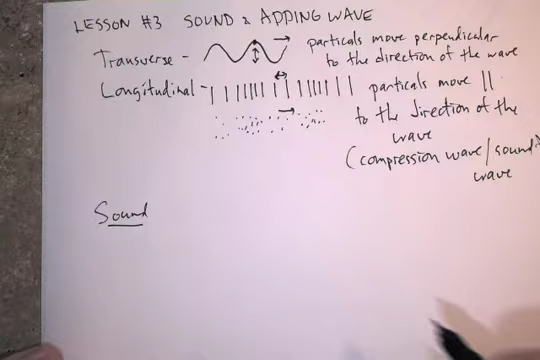 LESSON #3 SOUND & ADDING WAVE
Transverse - particals move perpendicular
to the direction of the wave
Longitudinal - particals move ||
to the direction of the
wave
(compression wave/sound
wave
Sound